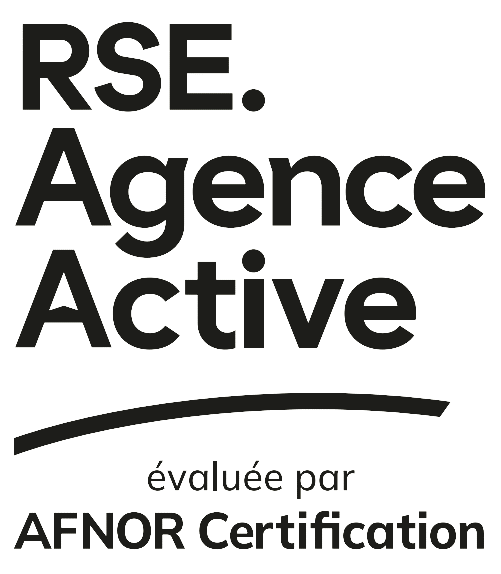 RSE.
Agence
Active
évaluée par
AFNOR Certification